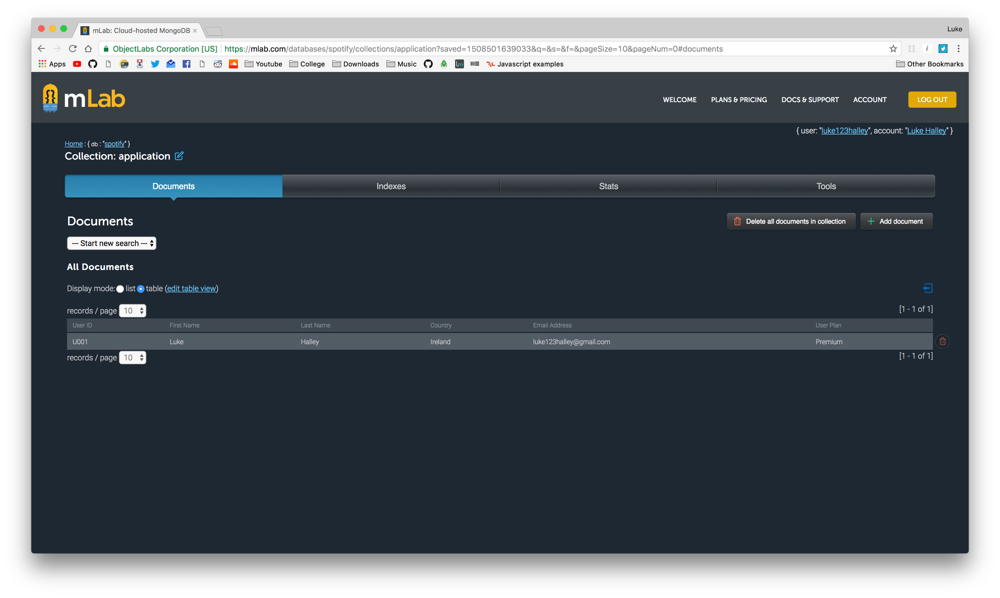 mLab: Cloud-hosted MongoDB
Luke
ObjectLabs Corporation [US] https://mlab.com/databases/spotify/collections/application?saved=1508501639033&q=&s=&f=&pageSize=10&pageNum=0#documents
Apps Youtube College Downloads Music Javascript examples Other Bookmarks
mLab
WELCOME PLANS & PRICING DOCS & SUPPORT ACCOUNT LOG OUT
{ user: "luke123halley", account: "Luke Halley" }
Home : { db : "spotify" }
Collection: application
Documents Indexes Stats Tools
Documents
Delete all documents in collection Add document
--- Start new search ---
All Documents
Display mode: list table (edit table view)
records / page 10 [1 - 1 of 1]
User ID First Name Last Name Country Email Address User Plan
U001 Luke Halley Ireland luke123halley@gmail.com Premium
records / page 10 [1 - 1 of 1]